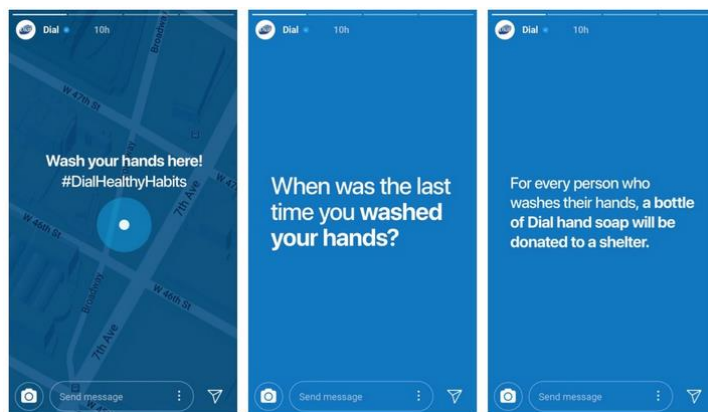 Dial 10h
Broadway
W 47th St
W 47th St
Wash your hands here!
#DialHealthyHabits
7th Ave
W 46th St
Broadway
W 46th St
7th Ave
Send message
Dial 10h
When was the last
time you washed
your hands?
Send message
Dial 10h
For every person who
washes their hands, a bottle
of Dial hand soap will be
donated to a shelter.
Send message